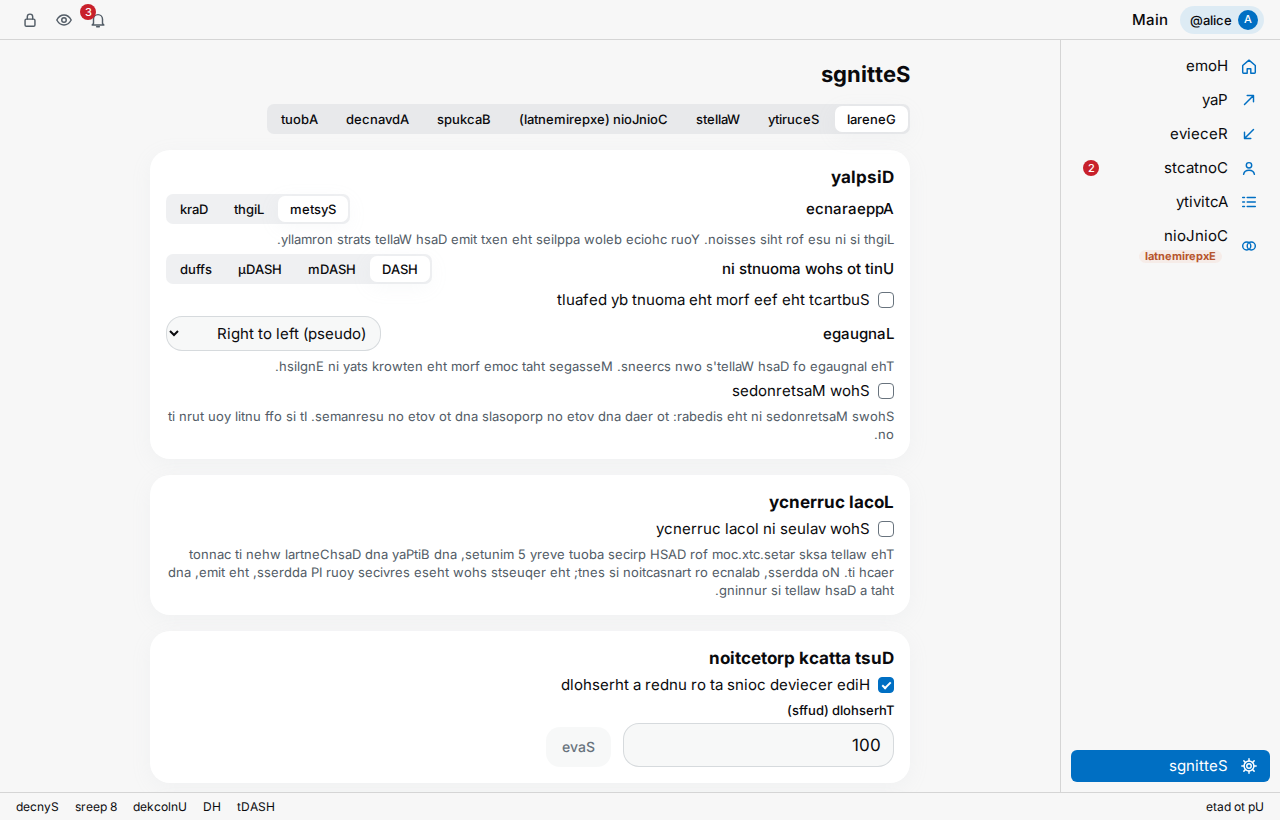 3
Main
@alice
A
emoH
yaP
evieceR
stcatnoC
2
ytivitcA
nioJnioC
latnemirepxE
sgnitteS
sgnitteS
lareneG
ytiruceS
stellaW
(latnemirepxe) nioJnioC
spukcaB
decnavdA
tuobA
yalpsiD
ecnaraeppA
metsyS
thgiL
kraD
.yllamron strats hsaD emit txen eht seilppa wolleb eciohc ruoY .noisses siht rof esu ni si thgiL
ni stnuoma wohs ot tinU
DASH
mDASH
µDASH
duffs
tluafed yb tnuoma eht morf eef eht tcartbuS
egaugnaL
Right to left (pseudo)
.hsilgnE ni yats krowten eht morf emoc taht segasseM .sneercs nwo s'tellaW hsaD fo egaugnal ehT
sedonretsaM wohS
ti nrut uoy litnu ffo si tI .semanresu no etov ot dna slasoporp no etov dna daer ot :rabedis eht ni sedonretsaM swohS
.no
ycnerruc lacoL
ycnerruc lacol ni seulav wohS
tonnac ti nehw lartneChsaD dna yaPtiB dna ,setunim 5 yreve tuoba secirp HSAD rof moc.xtc.setar sksa tellaw ehT
dna ,emit eht ,sserdda PI ruoy secivres eseht wohs stseuqer eht ;tnes si noitcasnart ro ecnalab ,sserdda oN .ti hcaer
.gninnur si tellaw hsaD a taht
noitcetorp kcatta tsuD
dlohserht a rednu ro ta snioc deviecer ediH
(sffud) dlohserhT
100
evaS
decnyS
sreep 8
dekcolnU
DH
tDASH
etad ot pU